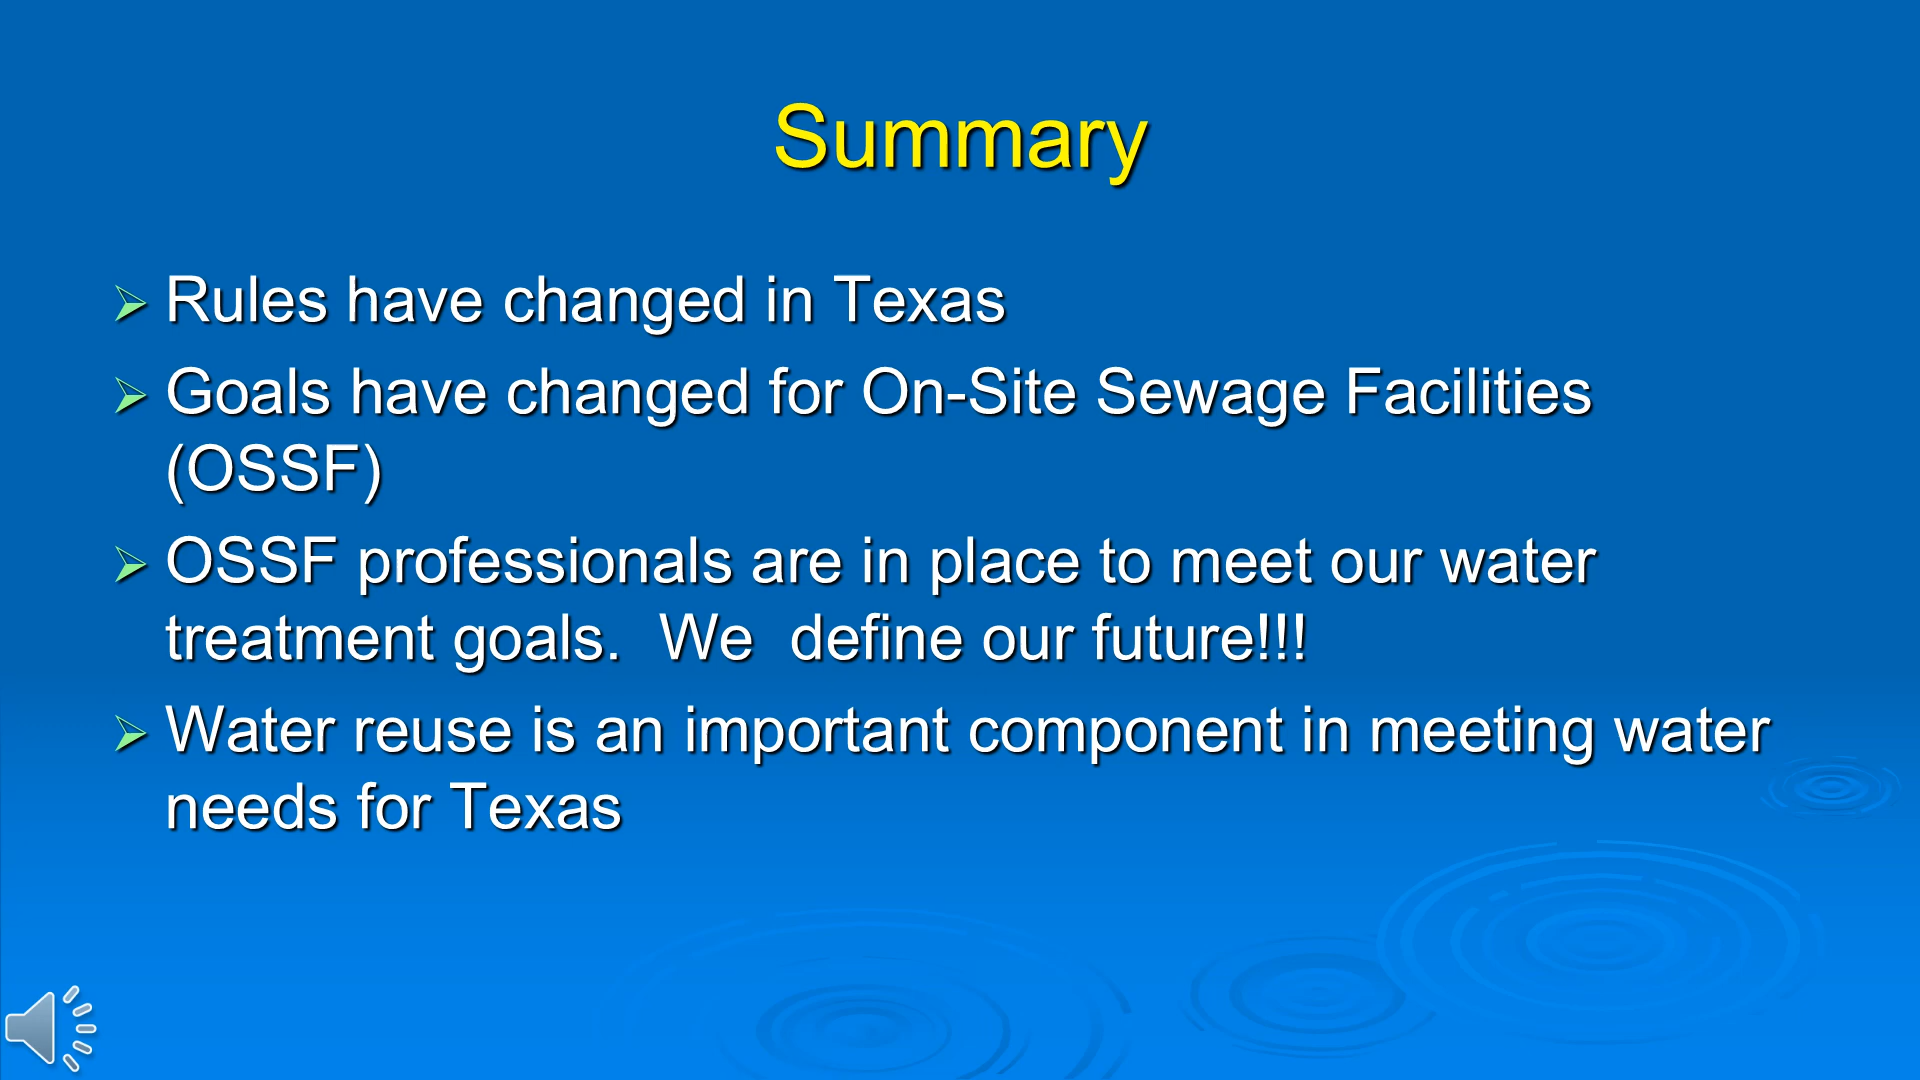 Summary
Rules have changed in Texas
Goals have changed for On-Site Sewage Facilities
(OSSF)
OSSF professionals are in place to meet our water
treatment goals.  We  define our future!!!
Water reuse is an important component in meeting water
needs for Texas